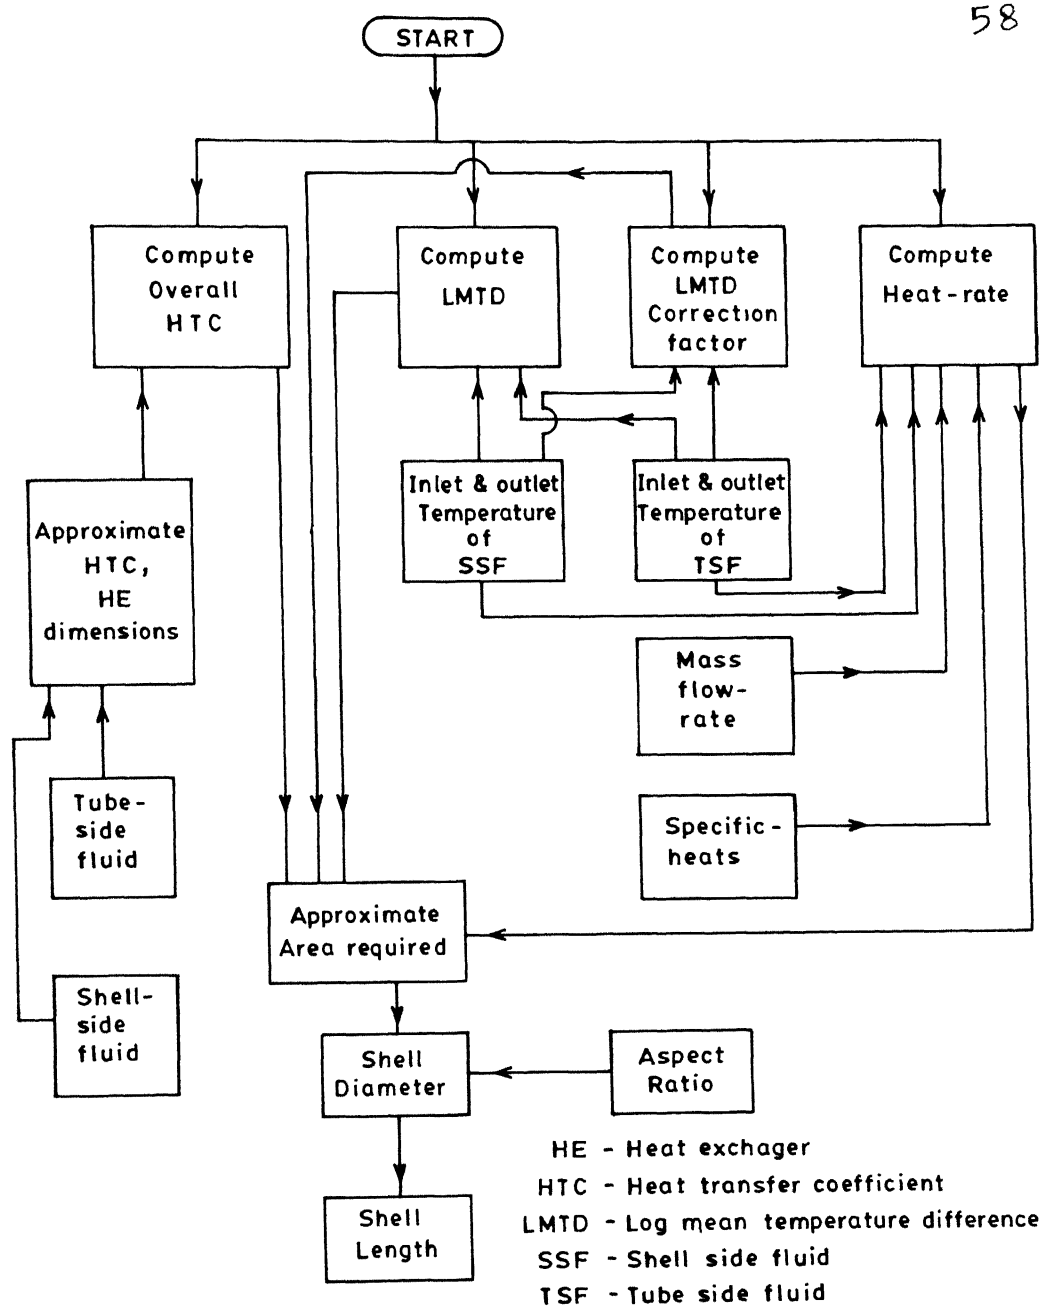 58
START
Compute
Overall
HTC
Compute
LMTD
Compute
LMTD
Correction
factor
Compute
Heat-rate
Approximate
HTC,
HE
dimensions
Inlet & outlet
Temperature
of
SSF
Inlet & outlet
Temperature
of
TSF
Mass
flow-
rate
Tube-
side
fluid
Specific-
heats
Approximate
Area required
Shell-
side
fluid
Shell
Diameter
Aspect
Ratio
Shell
Length
HE - Heat exchager
HTC - Heat transfer coefficient
LMTD - Log mean temperature difference
SSF - Shell side fluid
TSF - Tube side fluid